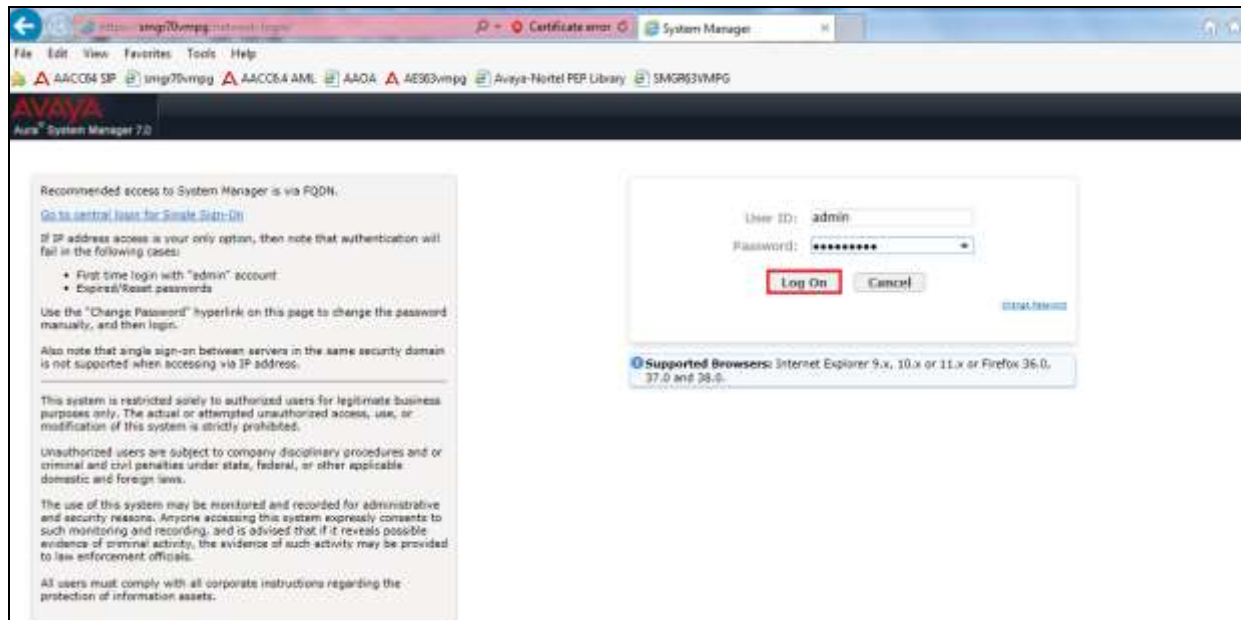 https://smgr70vmpg/network-login/ Certificate error System Manager
File Edit View Favorites Tools Help
AACC64 SIP smgr70vmpg AACC6.4 AML AAOA AES63vmpg Avaya-Nortel PEP Library SMGR63VMPG
AVAYA
Aura® System Manager 7.0
Recommended access to System Manager is via FQDN.
Go to central login for Single Sign-On
If IP address access is your only option, then note that authentication will
fail in the following cases:
• First time login with "admin" account
• Expired/Reset passwords
Use the "Change Password" hyperlink on this page to change the password
manually, and then login.
Also note that single sign-on between servers in the same security domain
is not supported when accessing via IP address.
This system is restricted solely to authorized users for legitimate business
purposes only. The actual or attempted unauthorized access, use, or
modification of this system is strictly prohibited.
Unauthorized users are subject to company disciplinary procedures and or
criminal and civil penalties under state, federal, or other applicable
domestic and foreign laws.
The use of this system may be monitored and recorded for administrative
and security reasons. Anyone accessing this system expressly consents to
such monitoring and recording, and is advised that if it reveals possible
evidence of criminal activity, the evidence of such activity may be provided
to law enforcement officials.
All users must comply with all corporate instructions regarding the
protection of information assets.
User ID: admin
Password: •••••••••
Log On Cancel
Change Password
Supported Browsers: Internet Explorer 9.x, 10.x or 11.x or Firefox 36.0,
37.0 and 38.0.